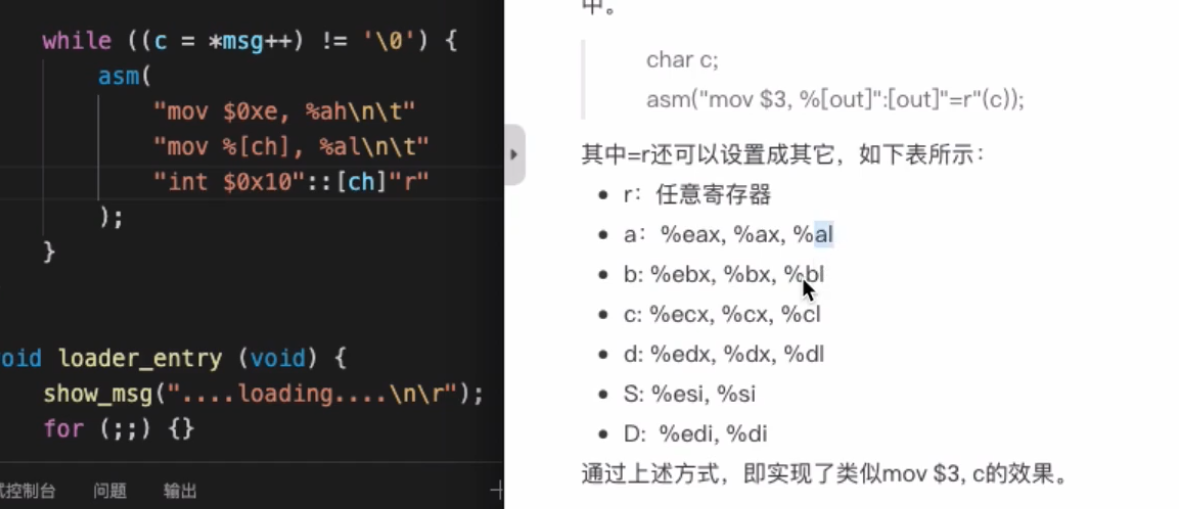 while ((c = *msg++) != '\0') {
asm(
"mov $0xe, %ah\n\t"
"mov %[ch], %al\n\t"
"int $0x10"::[ch]"r"
);
}
oid loader_entry (void) {
show_msg("....loading....\n\r");
for (;;) {}
试控制台 问题 输出
中。
char c;
asm("mov $3, %[out]":[out]"=r"(c));
其中=r还可以设置成其它，如下表所示：
• r：任意寄存器
• a：%eax, %ax, %al
• b: %ebx, %bx, %bl
• c: %ecx, %cx, %cl
• d: %edx, %dx, %dl
• S: %esi, %si
• D: %edi, %di
通过上述方式，即实现了类似mov $3, c的效果。